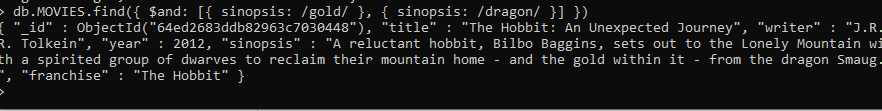 > db.MOVIES.find({ $and: [{ sinopsis: /gold/ }, { sinopsis: /dragon/ }] })
{ "_id" : ObjectId("64ed2683ddb82963c7030448"), "title" : "The Hobbit: An Unexpected Journey", "writer" : "J.R.
R. Tolkein", "year" : 2012, "sinopsis" : "A reluctant hobbit, Bilbo Baggins, sets out to the Lonely Mountain wi
th a spirited group of dwarves to reclaim their mountain home - and the gold within it - from the dragon Smaug.
", "franchise" : "The Hobbit" }
>